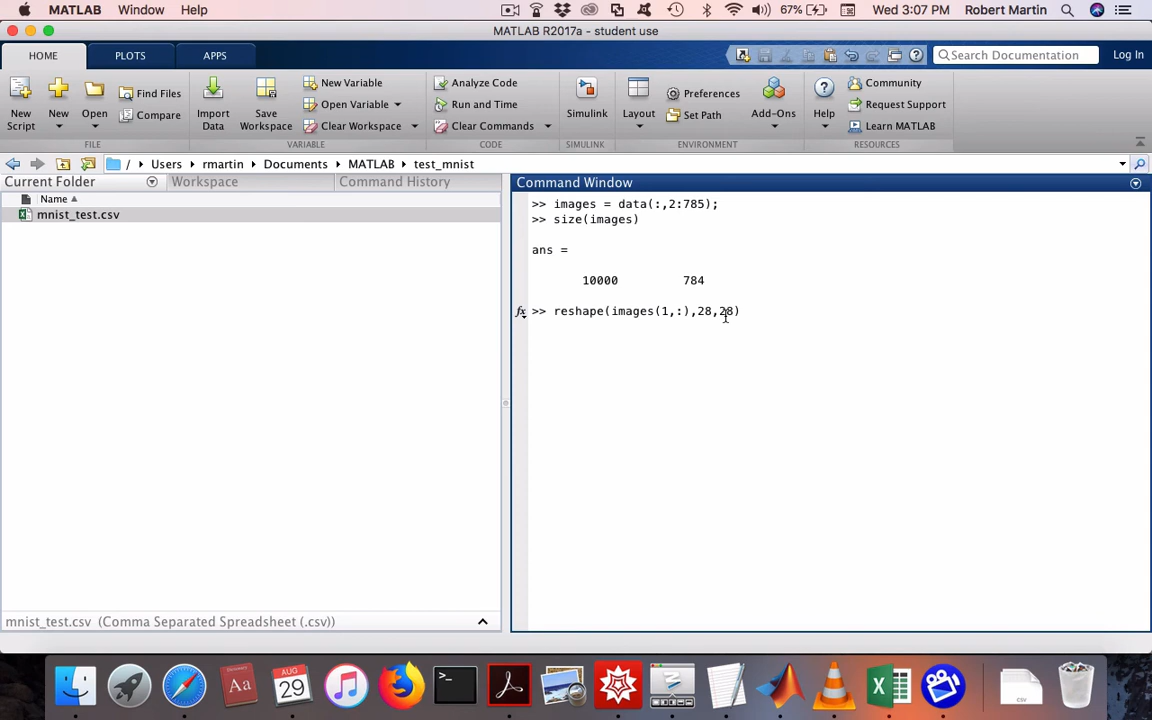 MATLAB Window Help 67% Wed 3:07 PM Robert Martin
MATLAB R2017a - student use
HOME PLOTS APPS Search Documentation Log In
New Script
New
Open
Find Files
Compare
Import Data
Save Workspace
New Variable
Open Variable
Clear Workspace
Analyze Code
Run and Time
Clear Commands
Simulink
Layout
Preferences
Set Path
Add-Ons
Help
Community
Request Support
Learn MATLAB
FILE VARIABLE CODE SIMULINK ENVIRONMENT RESOURCES
/ Users rmartin Documents MATLAB test_mnist
Current Folder Workspace Command History
Name
mnist_test.csv
mnist_test.csv (Comma Separated Spreadsheet (.csv))
Command Window
>> images = data(:,2:785);
>> size(images)
ans =
10000 784
fx >> reshape(images(1,:),28,28)
AUG
29
Aa
>_
CSV